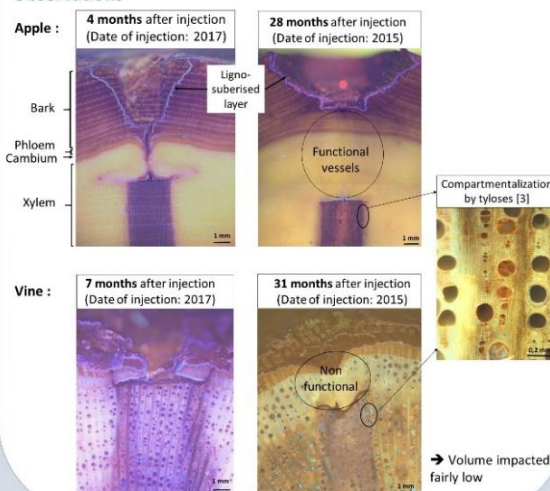 Apple :
4 months after injection
(Date of injection: 2017)
28 months after injection
(Date of injection: 2015)
Ligno-
suberised
layer
Bark
Phloem
Cambium
Xylem
Functional
vessels
1 mm
1 mm
Compartmentalization
by tyloses [3]
0,2 mm
Vine :
7 months after injection
(Date of injection: 2017)
31 months after injection
(Date of injection: 2015)
Non
functional
1 mm
1 mm
➔ Volume impacted
fairly low